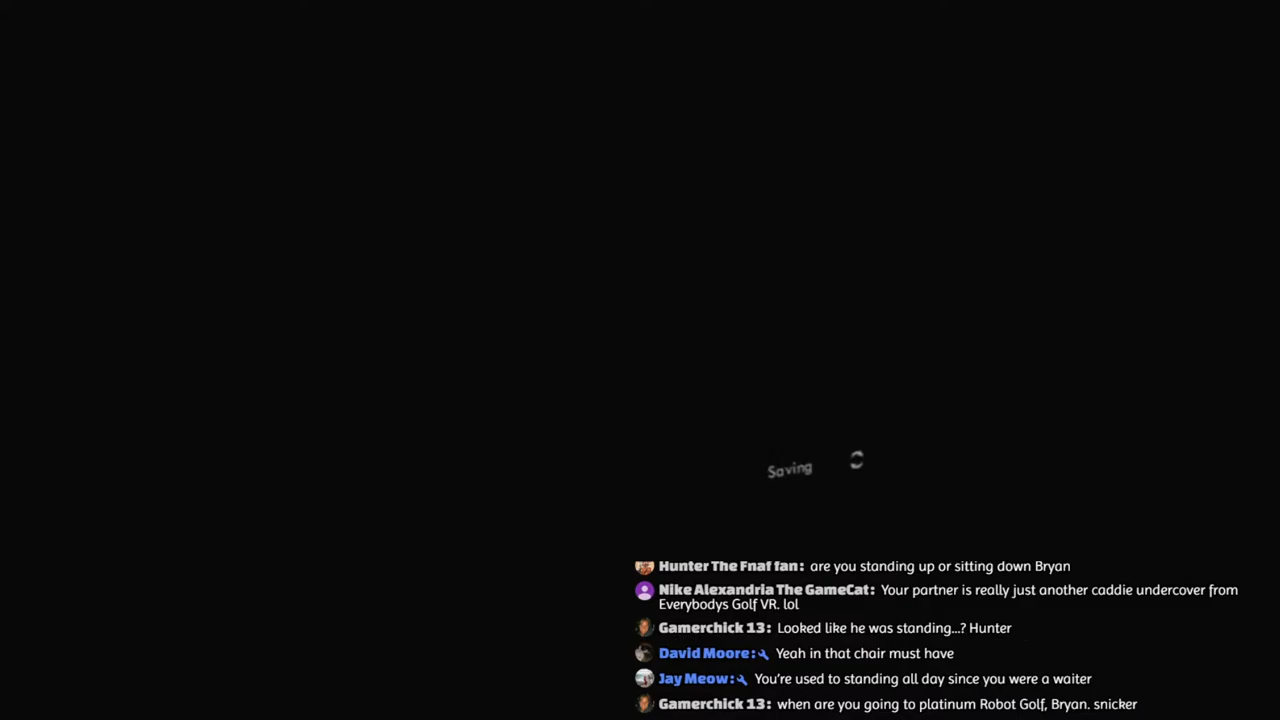 Saving
Hunter The Fnaf fan: are you standing up or sitting down Bryan
Nike Alexandria The GameCat: Your partner is really just another caddie undercover from
Everybodys Golf VR. lol
Gamerchick 13: Looked like he was standing...? Hunter
David Moore: Yeah in that chair must have
Jay Meow: You're used to standing all day since you were a waiter
Gamerchick 13: when are you going to platinum Robot Golf, Bryan. snicker